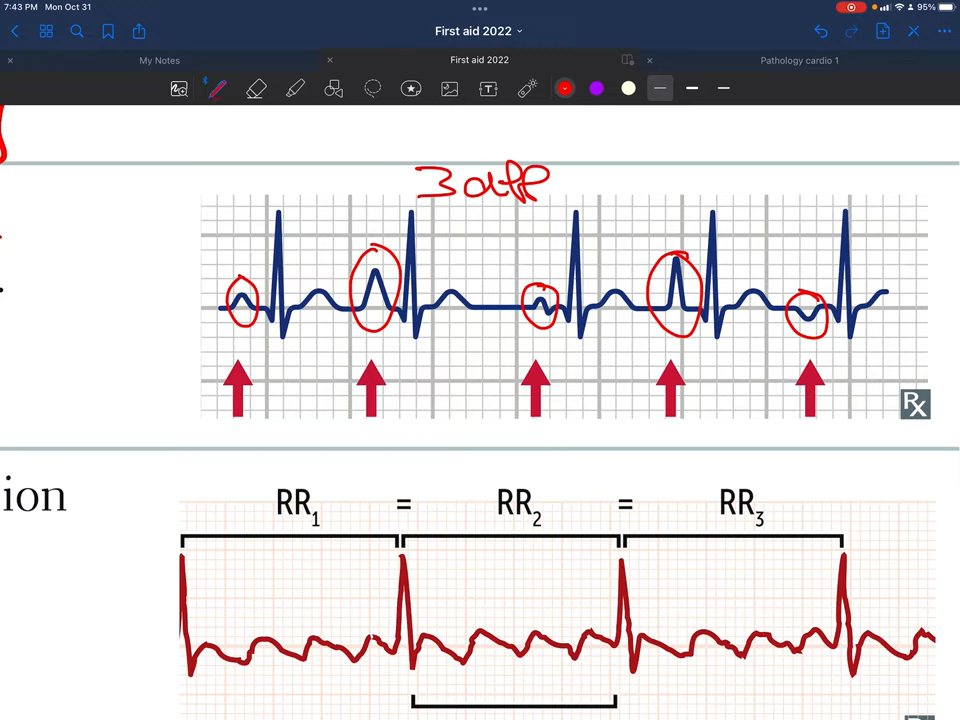 7:43 PM Mon Oct 31
95%
First aid 2022
My Notes
First aid 2022
Pathology cardio 1
T
3 diff
Rx
ion
RR1 = RR2 = RR3